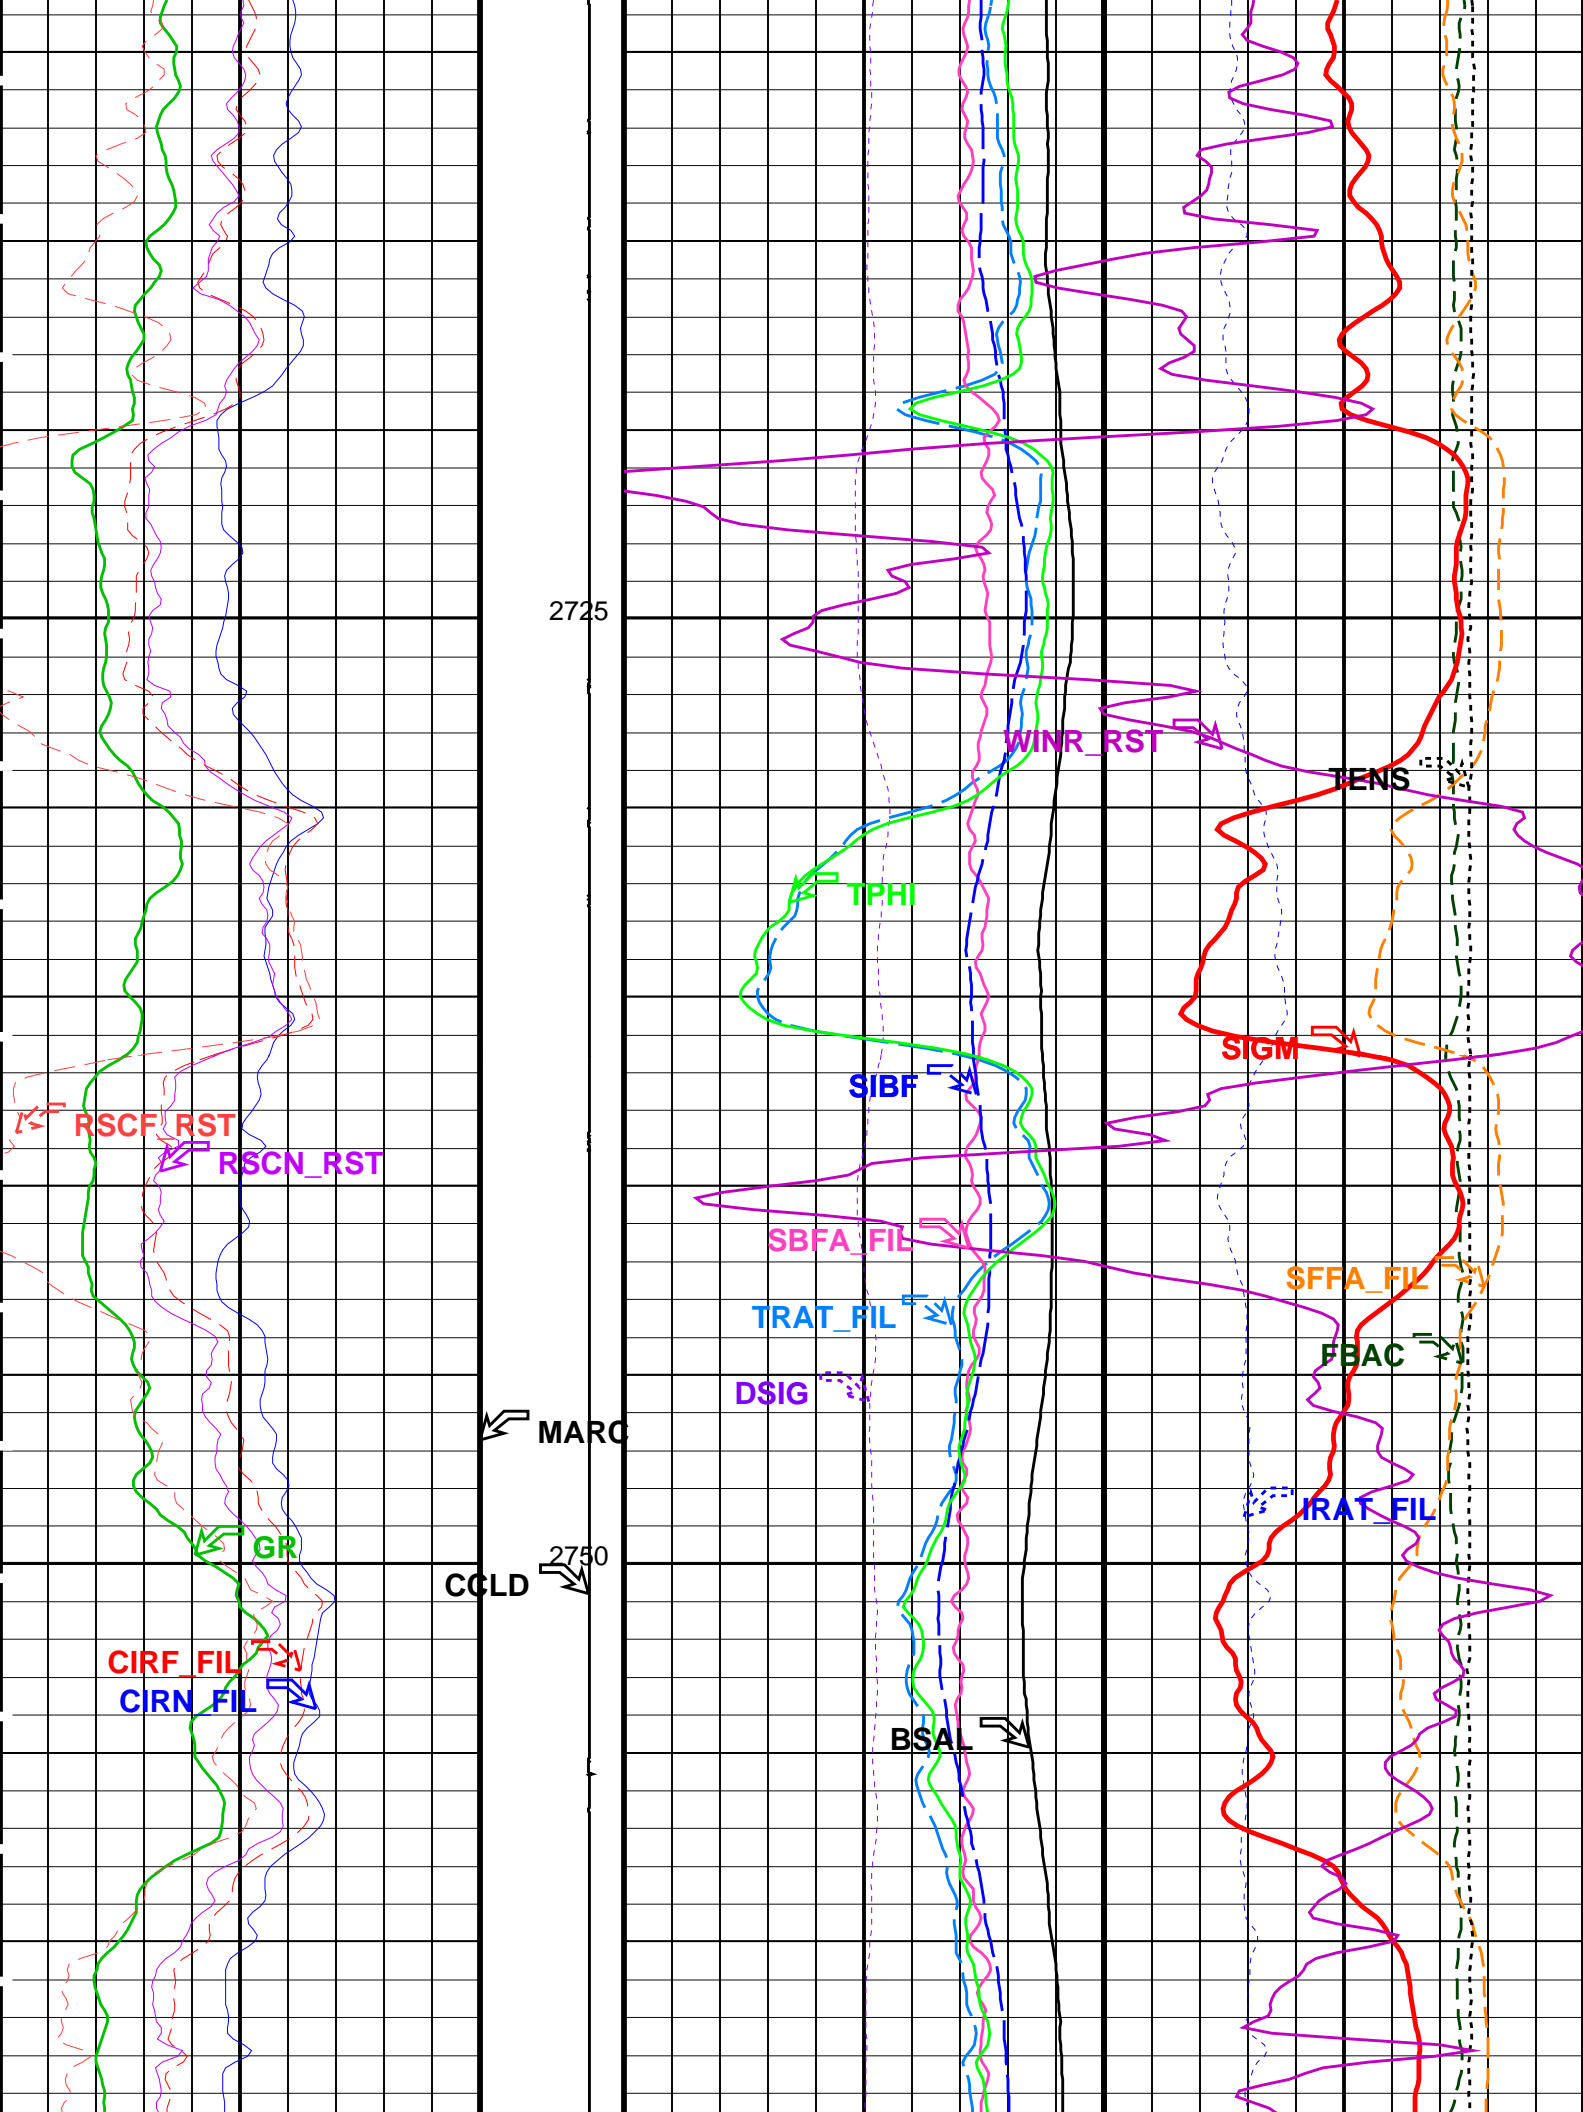 2725
WINR_RST
TENS
TPHI
SIGM
SIBF
RSCF_RST
RSCN_RST
SBFA_FIL
SFFA_FIL
TRAT_FIL
FBAC
DSIG
MARC
IRAT_FIL
GR
2750
CCLD
CIRF_FIL
CIRN_FIL
BSAL